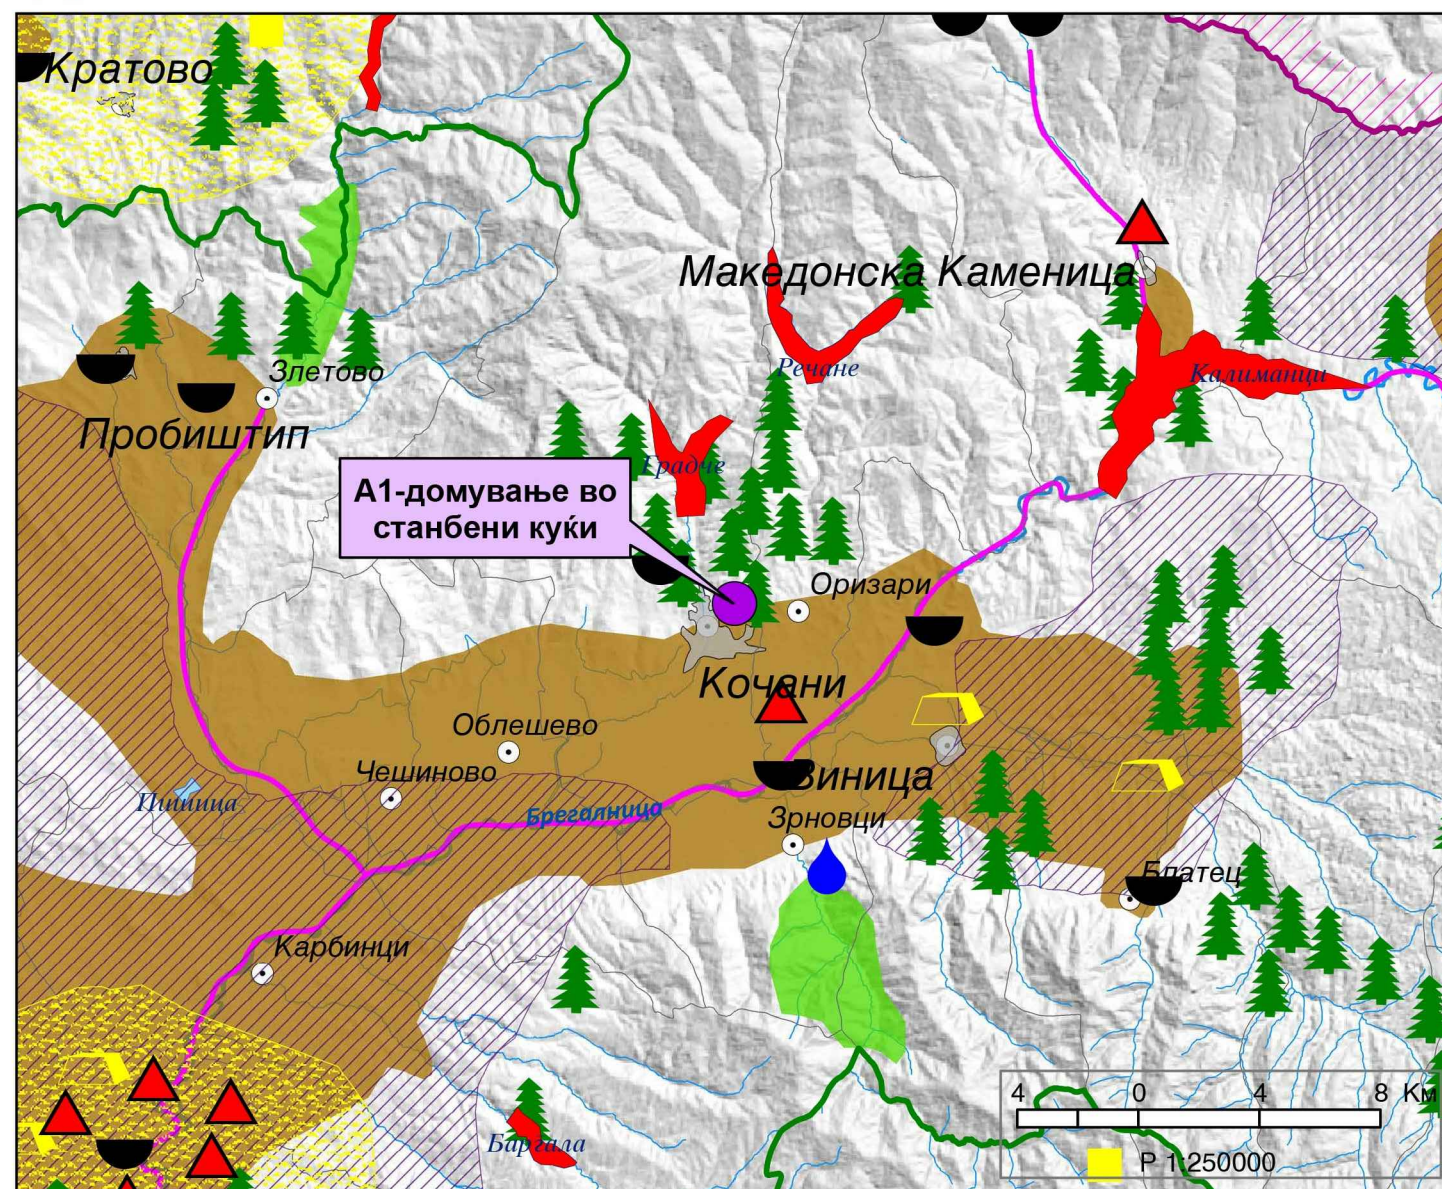 Кратово
Македонска Каменица
Речане
Калиманци
Злетово
Пробиштип
Градче
А1-домување во
станбени куќи
Оризари
Кочани
Облешево
Чешиново
Виница
Пишица
Брегалница
Зрновци
Блатец
Карбинци
4 0 4 8 Км
Баргала
Р 1:250000